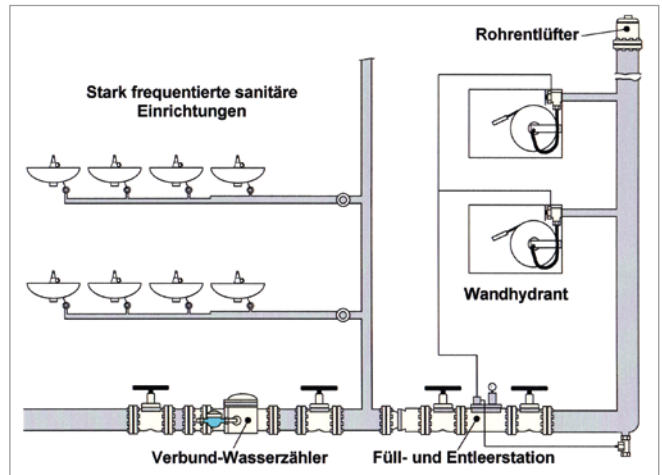 Rohrentlüfter
Stark frequentierte sanitäre
Einrichtungen
Wandhydrant
Verbund-Wasserzähler
Füll- und Entleerstation